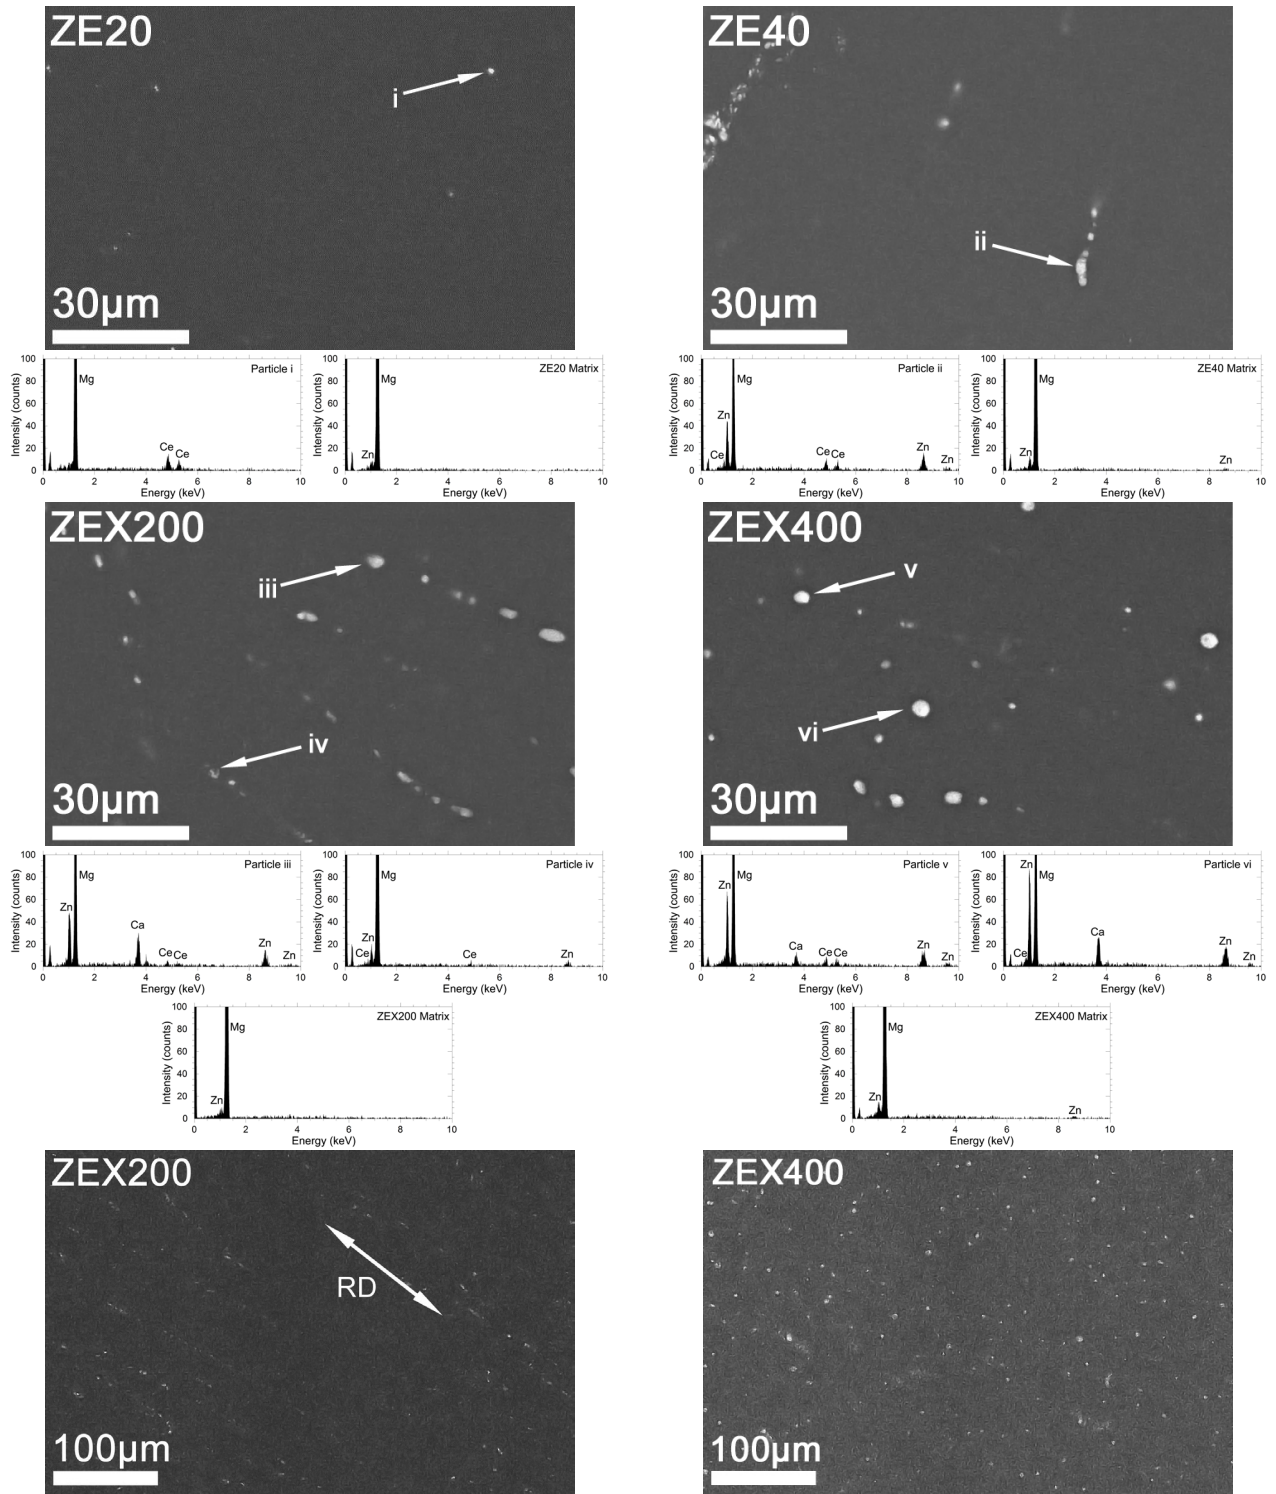 ZE20
i
30µm
ZE40
ii
30µm
100
80
60
40
20
0
Intensity (counts)
Particle i
Mg
Ce
Ce
0 2 4 6 8 10
Energy (keV)
100
80
60
40
20
0
Intensity (counts)
ZE20 Matrix
Mg
Zn
0 2 4 6 8 10
Energy (keV)
100
80
60
40
20
0
Intensity (counts)
Particle ii
Mg
Zn
Ce
Ce
Ce
Zn
Zn
0 2 4 6 8 10
Energy (keV)
100
80
60
40
20
0
Intensity (counts)
ZE40 Matrix
Mg
Zn
Zn
0 2 4 6 8 10
Energy (keV)
ZEX200
iii
iv
30µm
ZEX400
v
vi
30µm
100
80
60
40
20
0
Intensity (counts)
Particle iii
Mg
Zn
Ca
Ce
Ce
Zn
Zn
0 2 4 6 8 10
Energy (keV)
100
80
60
40
20
0
Intensity (counts)
Particle iv
Mg
Zn
Ce
Ce
Zn
0 2 4 6 8 10
Energy (keV)
100
80
60
40
20
0
Intensity (counts)
Particle v
Mg
Zn
Ca
Ce
Ce
Zn
Zn
0 2 4 6 8 10
Energy (keV)
100
80
60
40
20
0
Intensity (counts)
Particle vi
Zn
Mg
Ce
Ca
Zn
Zn
0 2 4 6 8 10
Energy (keV)
100
80
60
40
20
0
Intensity (counts)
ZEX200 Matrix
Mg
Zn
0 2 4 6 8 10
Energy (keV)
100
80
60
40
20
0
Intensity (counts)
ZEX400 Matrix
Mg
Zn
Zn
0 2 4 6 8 10
Energy (keV)
ZEX200
RD
100µm
ZEX400
100µm